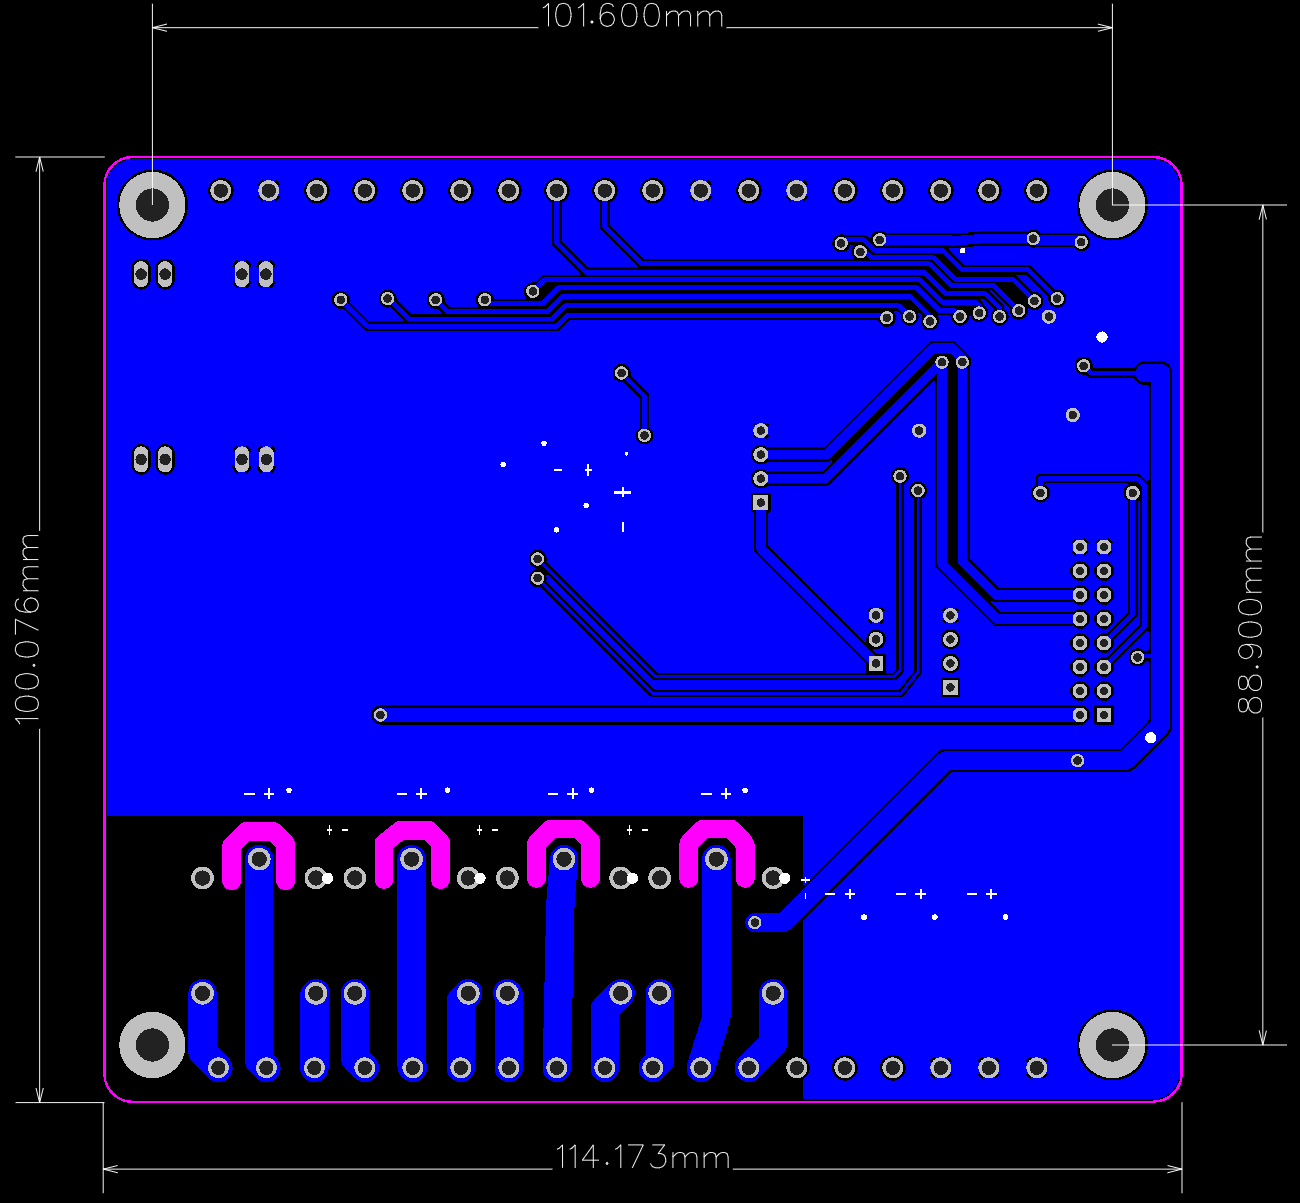 101.600mm
100.076mm
88.900mm
- +
- + - + - + - +
+ - + - + -
- + - + - +
114.173mm